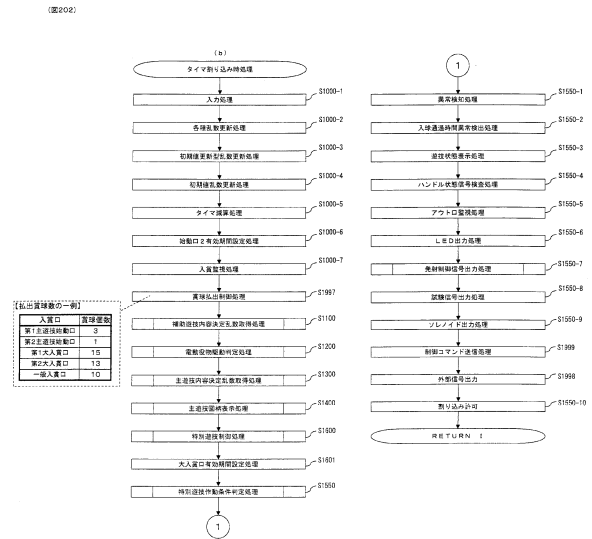 (図202)
(b)
タイマ割り込み時処理
S1000-1
入力処理
S1000-2
各種乱数更新処理
S1000-3
初期値更新型乱数更新処理
S1000-4
初期値乱数更新処理
S1000-5
タイマ減算処理
S1000-6
始動口2有効期間設定処理
S1000-7
入賞監視処理
S1997
賞球払出制御処理
【払出賞球数の一例】
入賞口 賞球個数
第1主遊技始動口 3
第2主遊技始動口 1
第1大入賞口 15
第2大入賞口 13
一般入賞口 10
S1100
補助遊技内容決定乱数取得処理
S1200
電動役物駆動判定処理
S1300
主遊技内容決定乱数取得処理
S1400
主遊技図柄表示処理
S1600
特別遊技制御処理
S1601
大入賞口有効期間設定処理
S1550
特別遊技作動条件判定処理
1
1
S1550-1
異常検知処理
S1550-2
入球通過時間異常検出処理
S1550-3
遊技状態表示処理
S1550-4
ハンドル状態信号検査処理
S1550-5
アウト口監視処理
S1550-6
LED出力処理
S1550-7
発射制御信号出力処理
S1550-8
試験信号出力処理
S1550-9
ソレノイド出力処理
S1999
制御コマンド送信処理
S1998
外部信号出力
S1550-10
割り込み許可
RETURN I